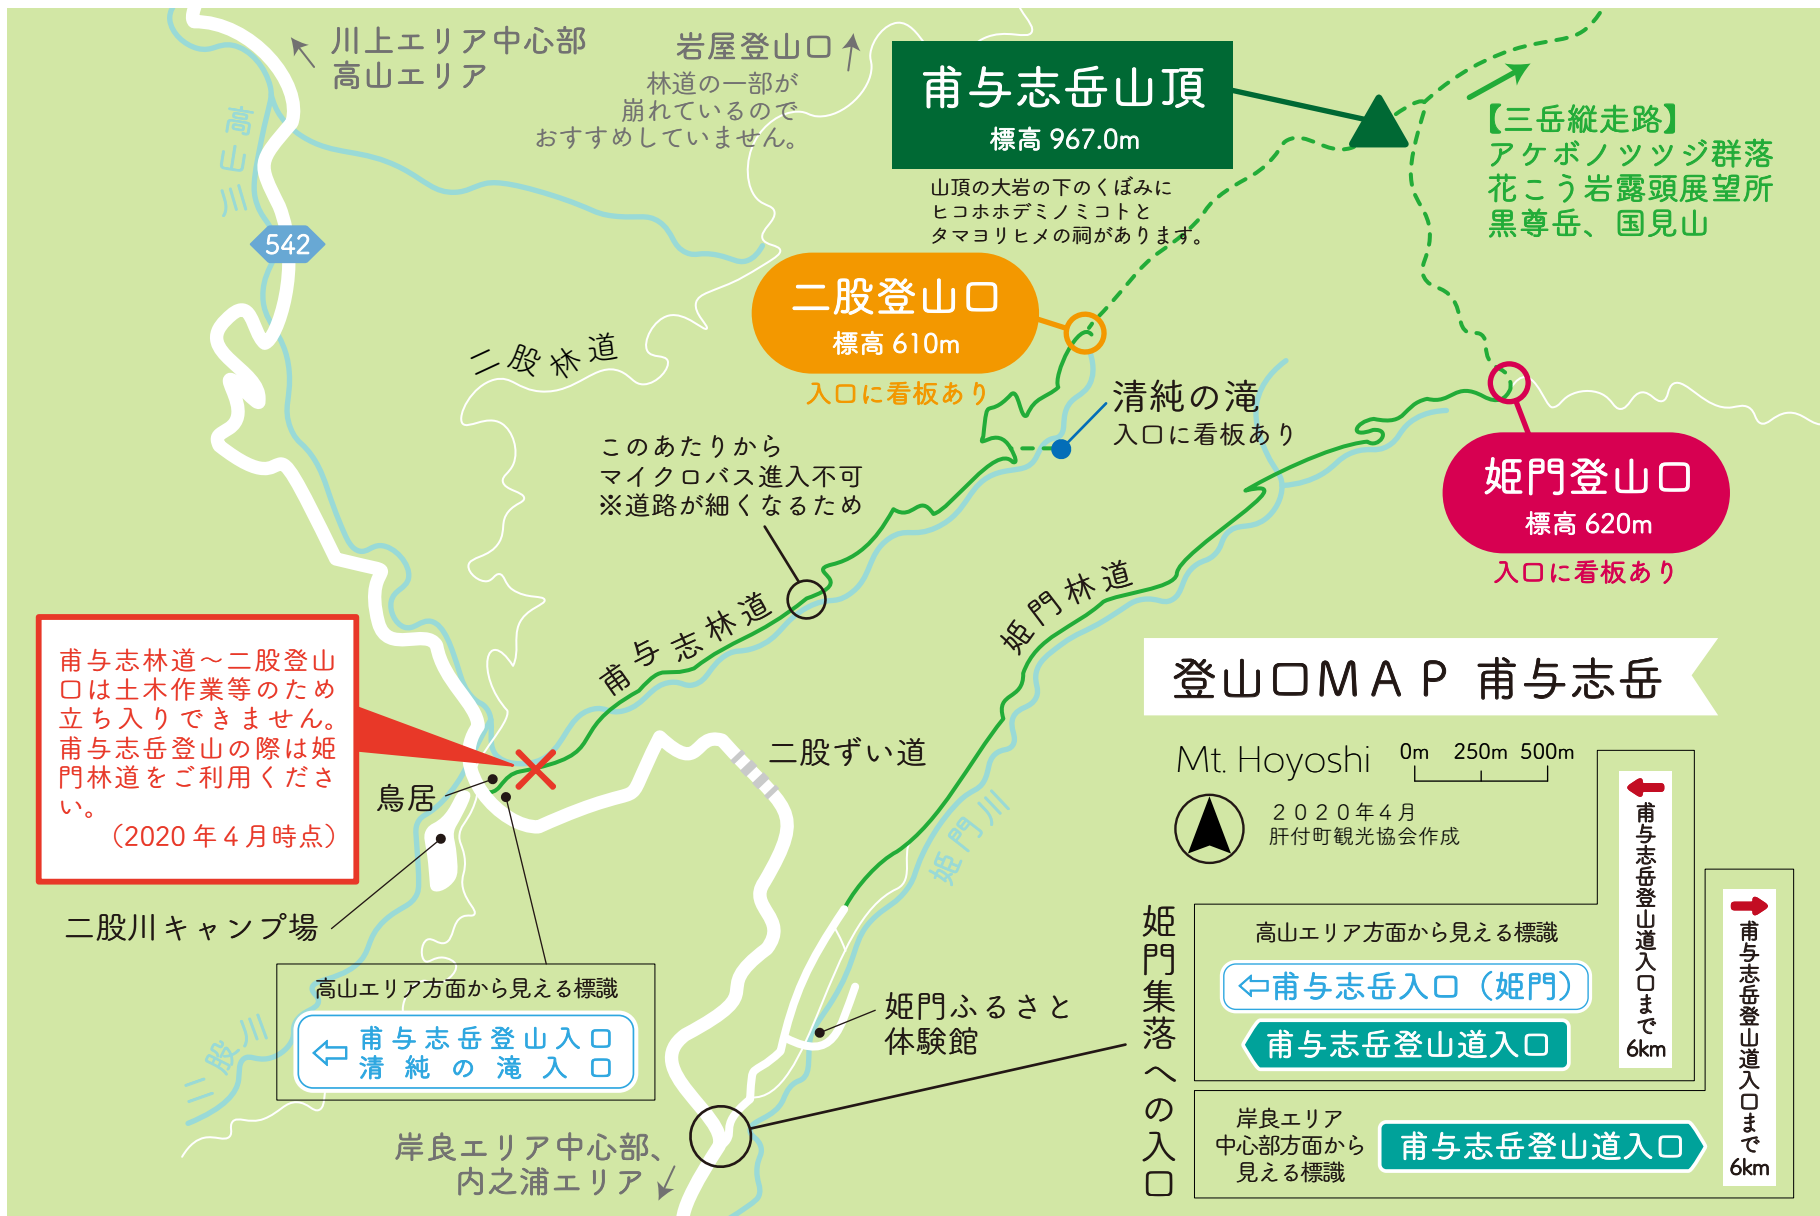 川上エリア中心部
高山エリア
岩屋登山口
林道の一部が
崩れているので
おすすめしていません。
甫与志岳山頂
標高 967.0m
山頂の大岩の下のくぼみに
ヒコホホデミノミコトと
タマヨリヒメの祠があります。
【三岳縦走路】
アケボノツツジ群落
花こう岩露頭展望所
黒尊岳、国見山
高山川
542
二股登山口
標高 610m
入口に看板あり
二股林道
清純の滝
入口に看板あり
このあたりから
マイクロバス進入不可
※道路が細くなるため
姫門登山口
標高 620m
入口に看板あり
甫与志林道
姫門林道
甫与志林道～二股登山
口は土木作業等のため
立ち入りできません。
甫与志岳登山の際は姫
門林道をご利用くださ
い。
（2020 年４月時点）
登山口ＭＡＰ 甫与志岳
Mt. Hoyoshi
0m 250m 500m
２０２０年４月
肝付町観光協会作成
二股ずい道
鳥居
姫門川
二股川キャンプ場
高山エリア方面から見える標識
甫与志岳登山入口
清純の滝入口
二股川
姫門ふるさと
体験館
岸良エリア中心部、
内之浦エリア
姫門集落への入口
高山エリア方面から見える標識
甫与志岳入口（姫門）
甫与志岳登山道入口
甫与志岳登山道入口まで
6km
岸良エリア
中心部方面から
見える標識
甫与志岳登山道入口
甫与志岳登山道入口まで
6km